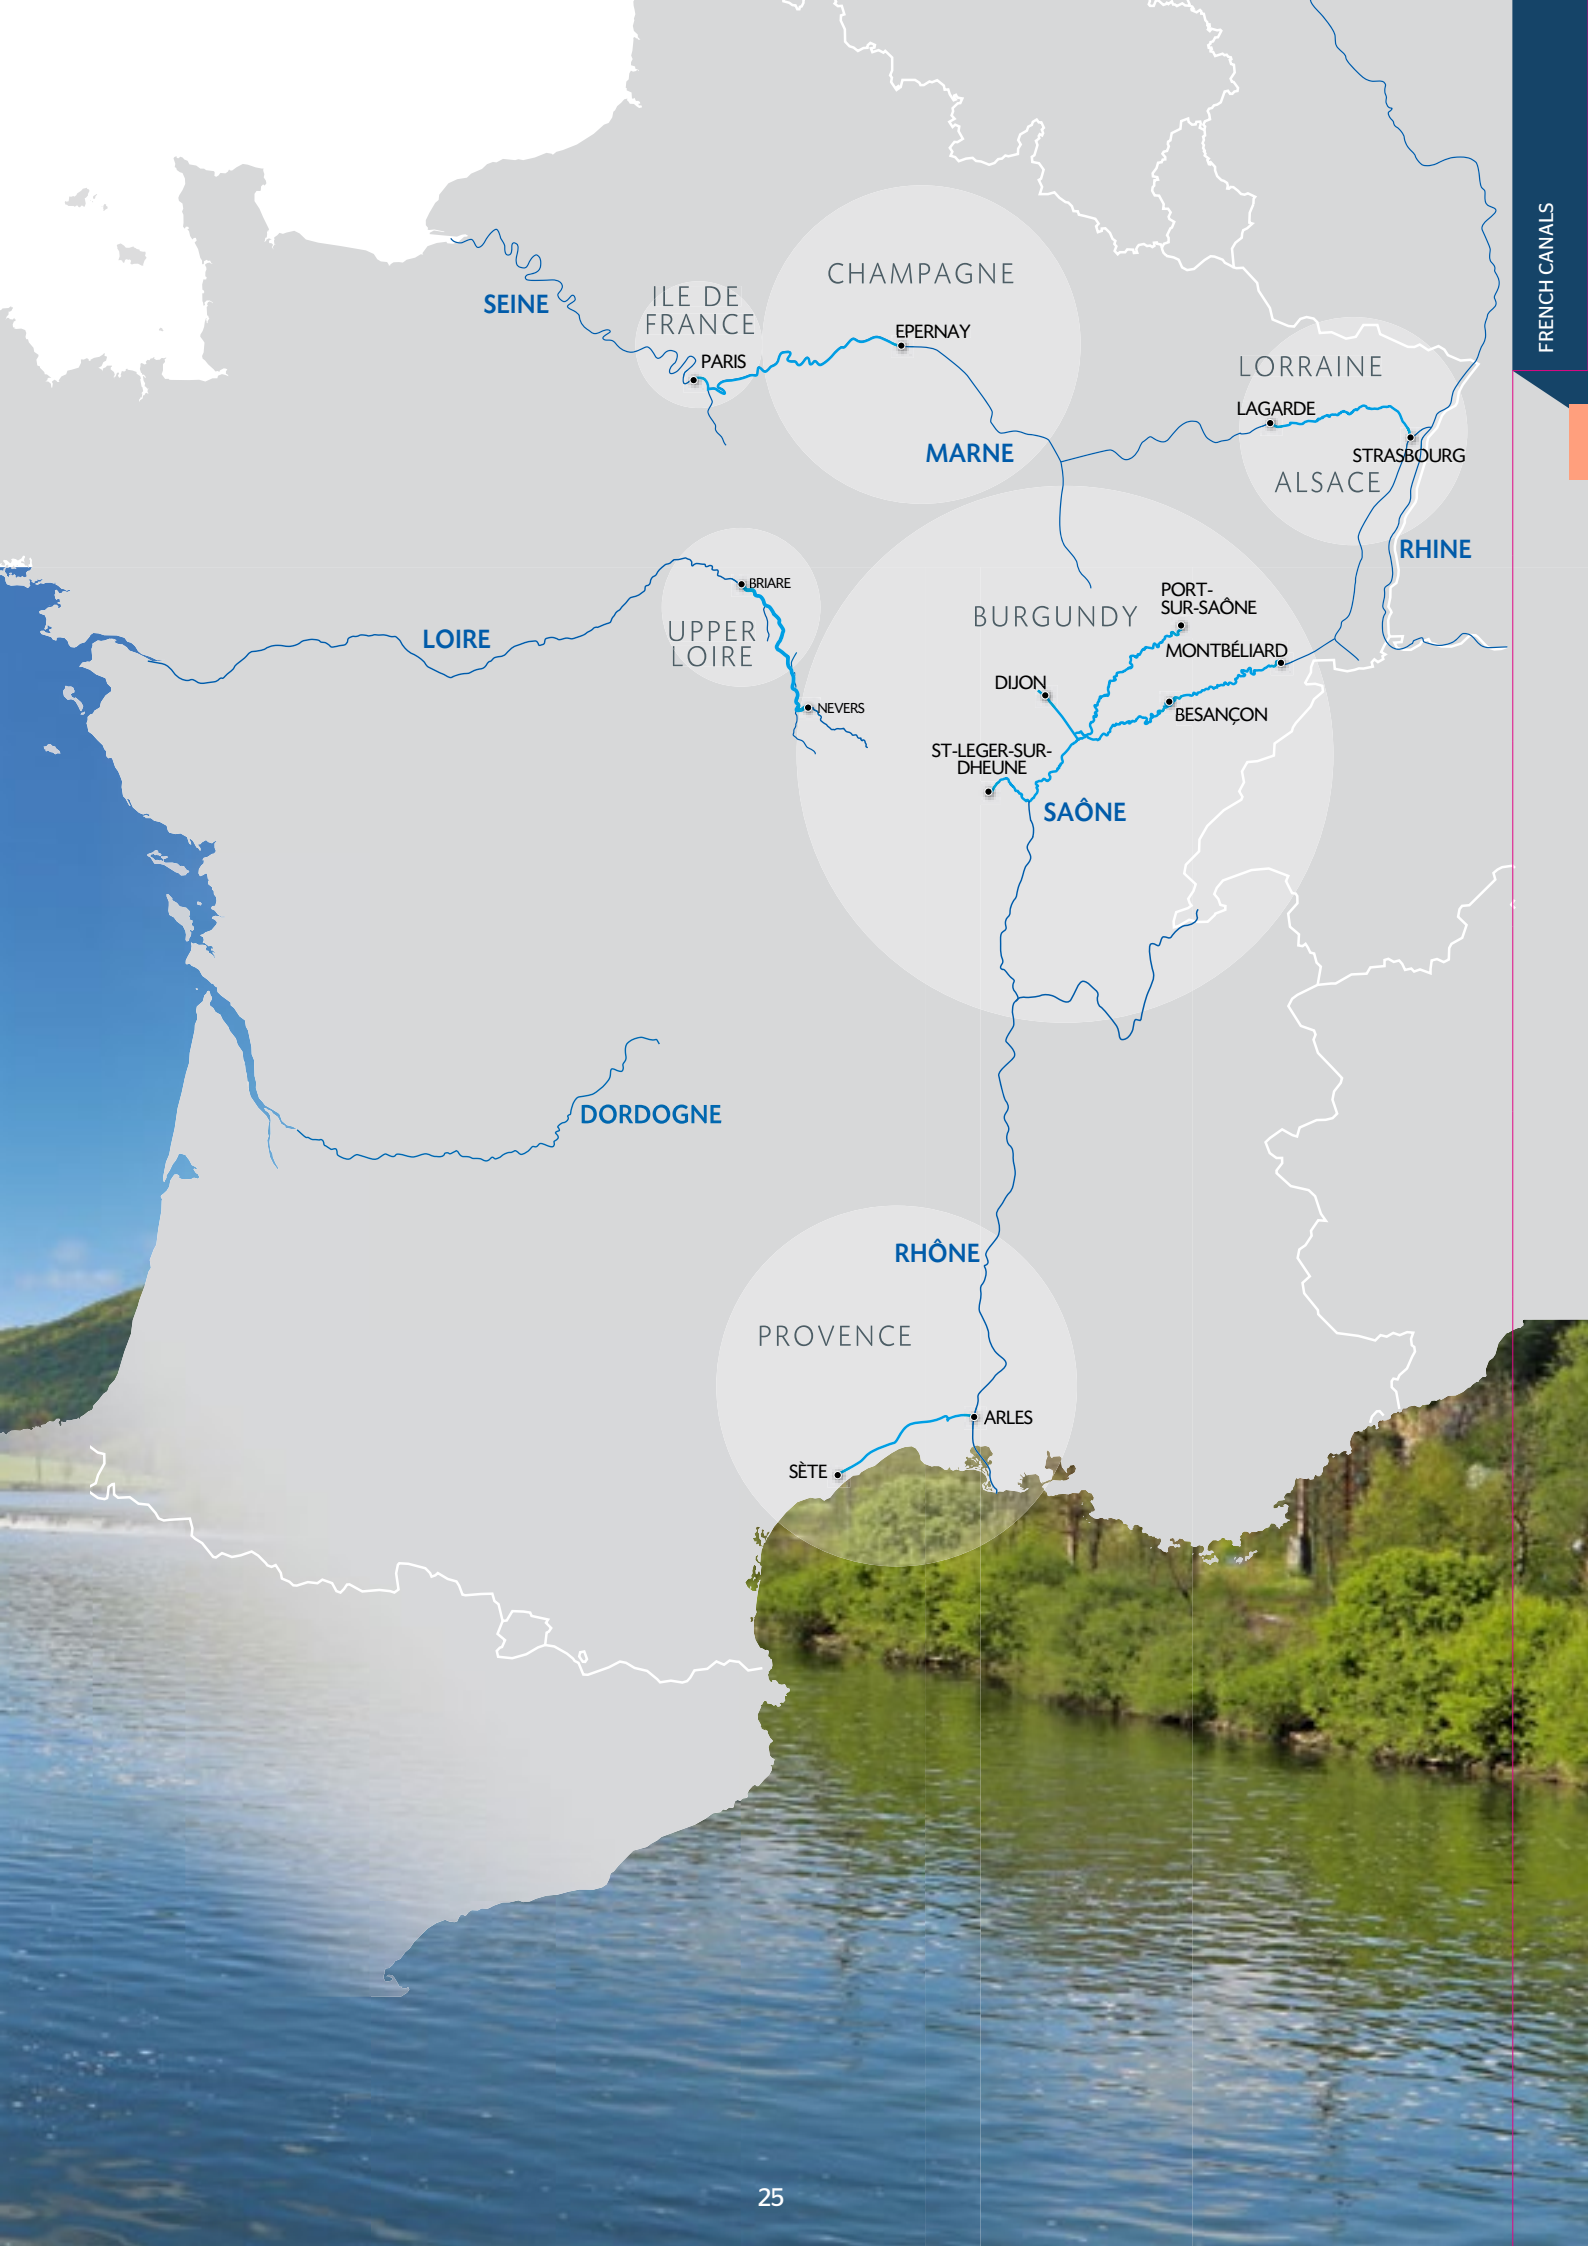 FRENCH CANALS
CHAMPAGNE
ILE DE
FRANCE
SEINE
EPERNAY
PARIS
LORRAINE
LAGARDE
MARNE
STRASBOURG
ALSACE
RHINE
BRIARE
PORT-
SUR-SAÔNE
BURGUNDY
UPPER
LOIRE
LOIRE
MONTBÉLIARD
DIJON
NEVERS
BESANÇON
ST-LEGER-SUR-
DHEUNE
SAÔNE
DORDOGNE
RHÔNE
PROVENCE
ARLES
SÈTE
25